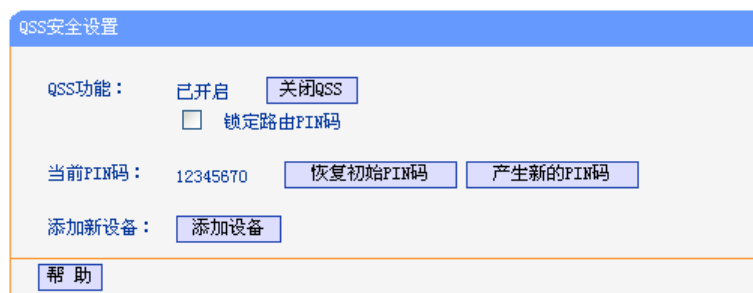 QSS安全设置
QSS功能： 已开启 关闭QSS
锁定路由PIN码
当前PIN码： 12345670 恢复初始PIN码 产生新的PIN码
添加新设备： 添加设备
帮 助